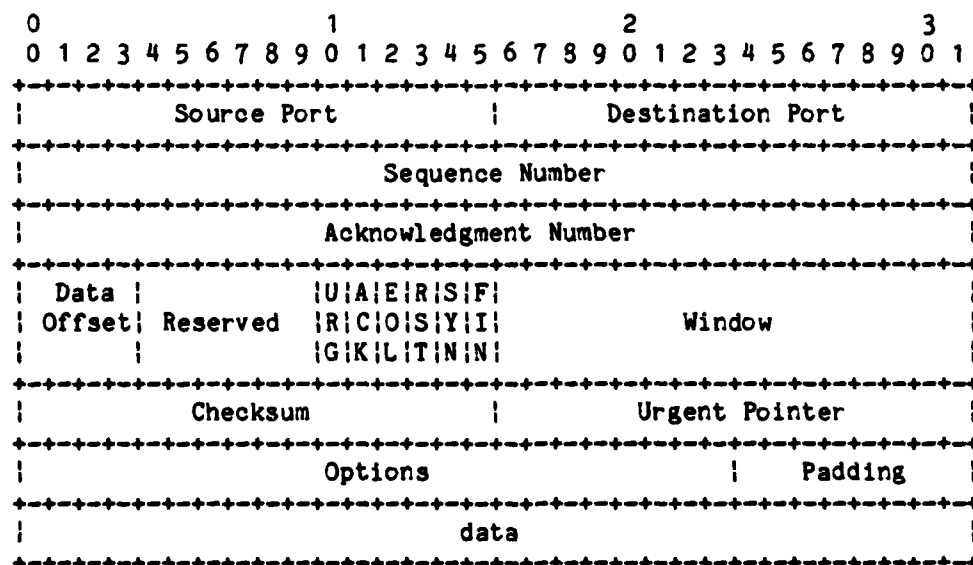 0 1 2 3
0 1 2 3 4 5 6 7 8 9 0 1 2 3 4 5 6 7 8 9 0 1 2 3 4 5 6 7 8 9 0 1
+-+-+-+-+-+-+-+-+-+-+-+-+-+-+-+-+-+-+-+-+-+-+-+-+-+-+-+-+-+-+-+-+
| Source Port | Destination Port |
+-+-+-+-+-+-+-+-+-+-+-+-+-+-+-+-+-+-+-+-+-+-+-+-+-+-+-+-+-+-+-+-+
| Sequence Number |
+-+-+-+-+-+-+-+-+-+-+-+-+-+-+-+-+-+-+-+-+-+-+-+-+-+-+-+-+-+-+-+-+
| Acknowledgment Number |
+-+-+-+-+-+-+-+-+-+-+-+-+-+-+-+-+-+-+-+-+-+-+-+-+-+-+-+-+-+-+-+-+
| Data | |U|A|E|R|S|F| |
| Offset| Reserved |R|C|O|S|Y|I| Window |
| | |G|K|L|T|N|N| |
+-+-+-+-+-+-+-+-+-+-+-+-+-+-+-+-+-+-+-+-+-+-+-+-+-+-+-+-+-+-+-+-+
| Checksum | Urgent Pointer |
+-+-+-+-+-+-+-+-+-+-+-+-+-+-+-+-+-+-+-+-+-+-+-+-+-+-+-+-+-+-+-+-+
| Options | Padding |
+-+-+-+-+-+-+-+-+-+-+-+-+-+-+-+-+-+-+-+-+-+-+-+-+-+-+-+-+-+-+-+-+
| data |
+-+-+-+-+-+-+-+-+-+-+-+-+-+-+-+-+-+-+-+-+-+-+-+-+-+-+-+-+-+-+-+-+